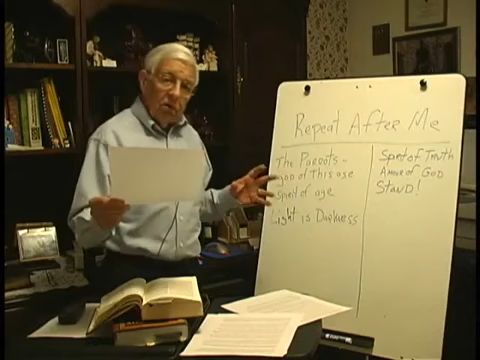 Repeat After Me
The Parrots -
god of this age
Spirit of age
Light is Darkness
Spirit of Truth
Armor of God
Stand!